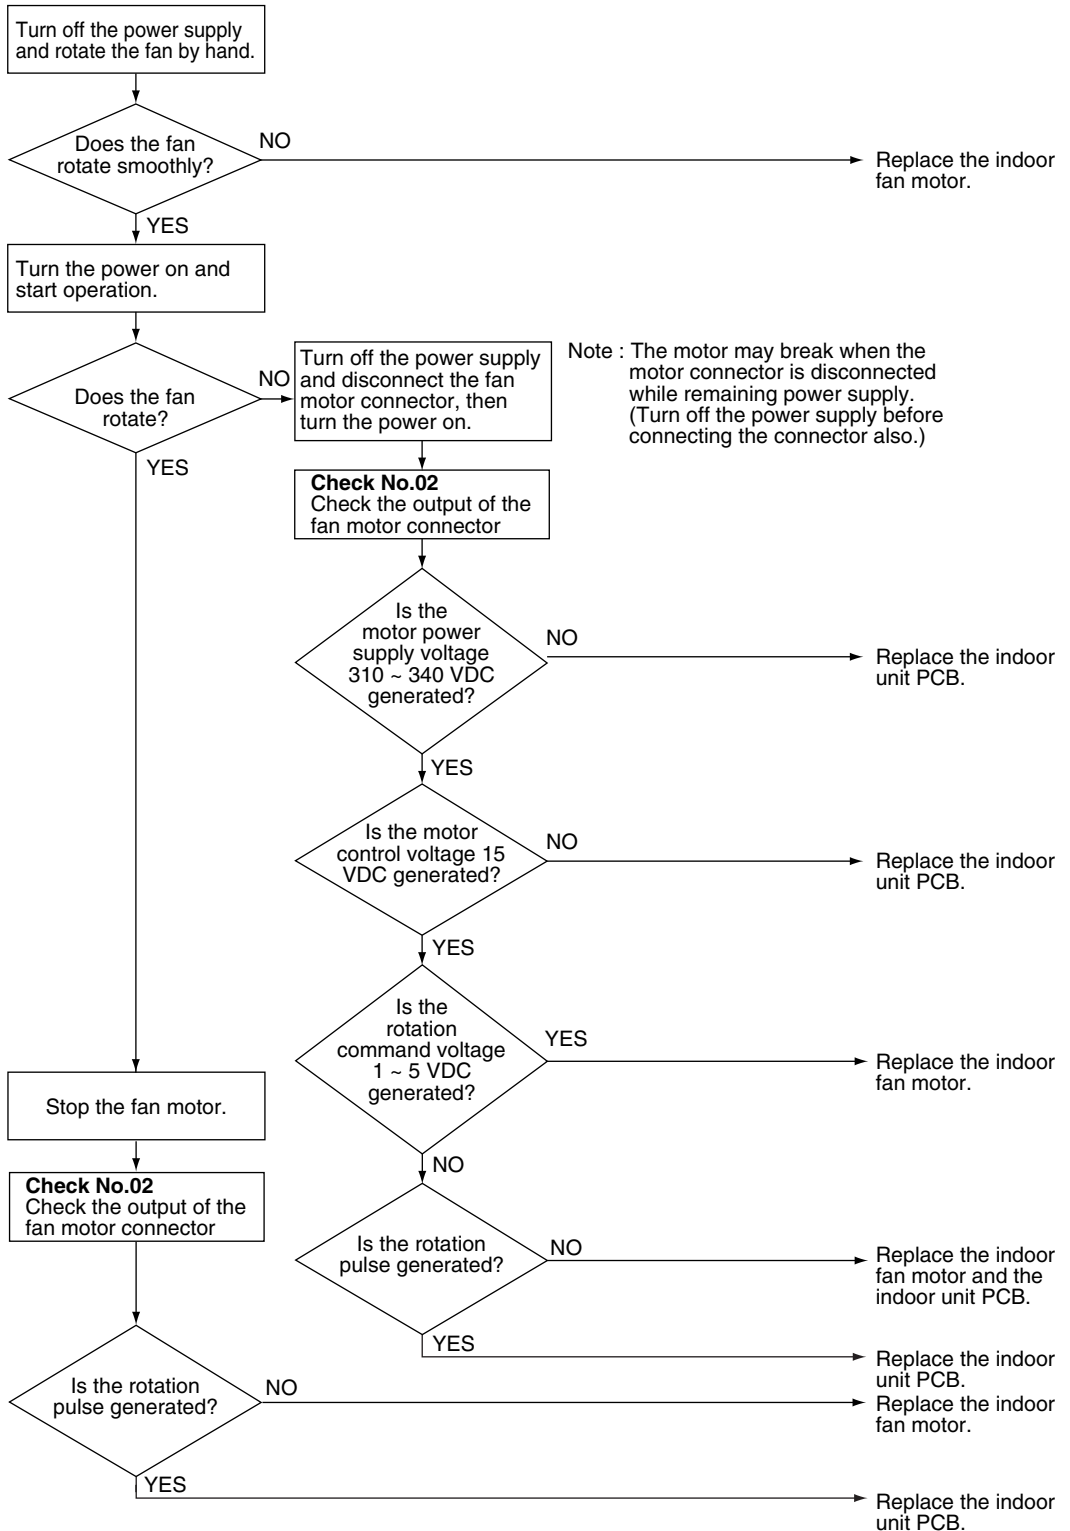 Turn off the power supply
and rotate the fan by hand.
Does the fan
rotate smoothly?
NO
Replace the indoor
fan motor.
YES
Turn the power on and
start operation.
Does the fan
rotate?
NO
Turn off the power supply
and disconnect the fan
motor connector, then
turn the power on.
Note : The motor may break when the
motor connector is disconnected
while remaining power supply.
(Turn off the power supply before
connecting the connector also.)
YES
Check No.02
Check the output of the
fan motor connector
Is the
motor power
supply voltage
310 ~ 340 VDC
generated?
NO
Replace the indoor
unit PCB.
YES
Is the motor
control voltage 15
VDC generated?
NO
Replace the indoor
unit PCB.
YES
Is the
rotation
command voltage
1 ~ 5 VDC
generated?
YES
Replace the indoor
fan motor.
NO
Stop the fan motor.
Check No.02
Check the output of the
fan motor connector
Is the rotation
pulse generated?
NO
Replace the indoor
fan motor and the
indoor unit PCB.
YES
Replace the indoor
unit PCB.
Is the rotation
pulse generated?
NO
Replace the indoor
fan motor.
YES
Replace the indoor
unit PCB.